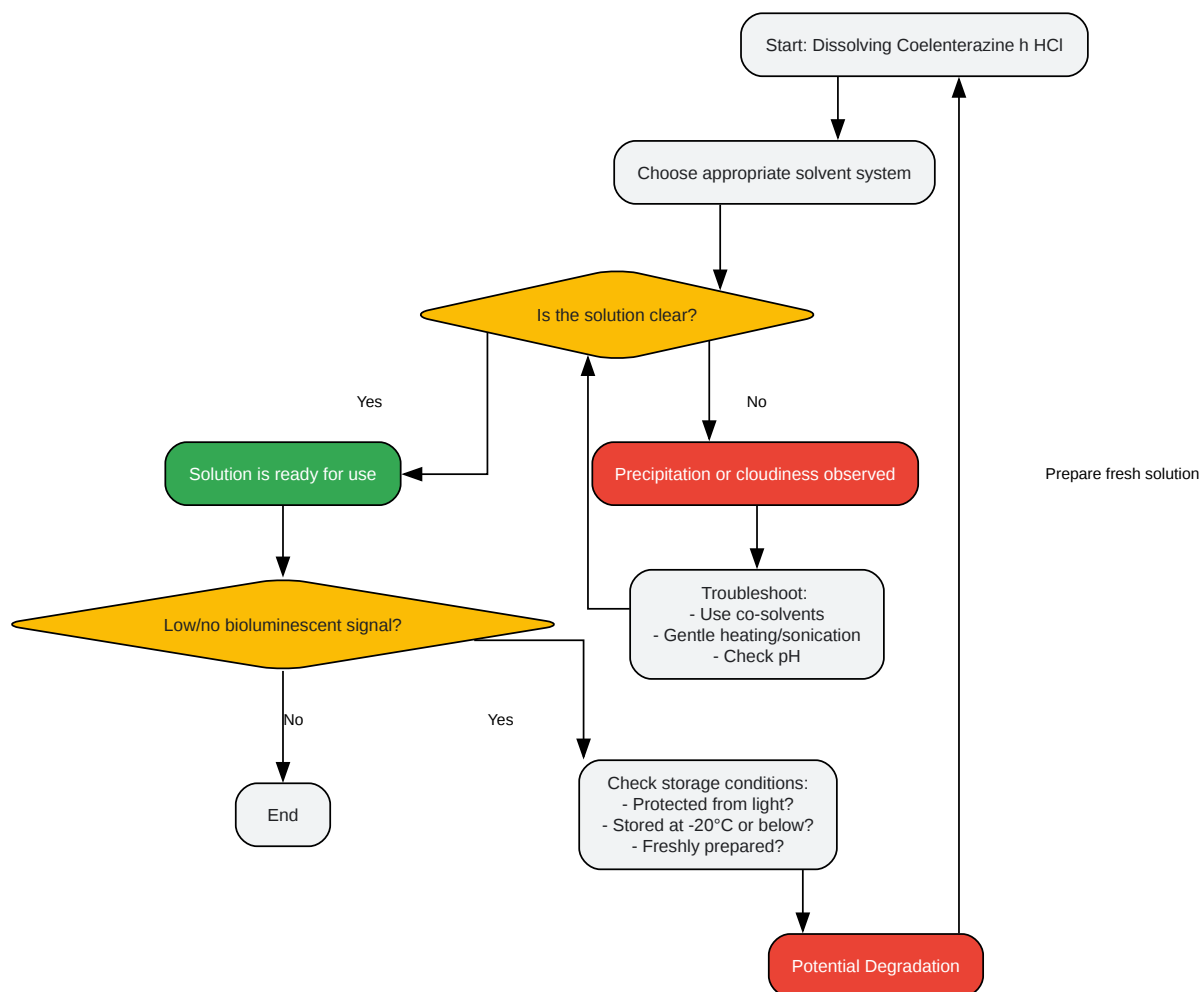 Start: Dissolving Coelenterazine h HCl
Choose appropriate solvent system
Is the solution clear?
Yes
No
Solution is ready for use
Precipitation or cloudiness observed
Prepare fresh solution
Troubleshoot:
- Use co-solvents
- Gentle heating/sonication
- Check pH
Low/no bioluminescent signal?
No
Yes
End
Check storage conditions:
- Protected from light?
- Stored at -20°C or below?
- Freshly prepared?
Potential Degradation